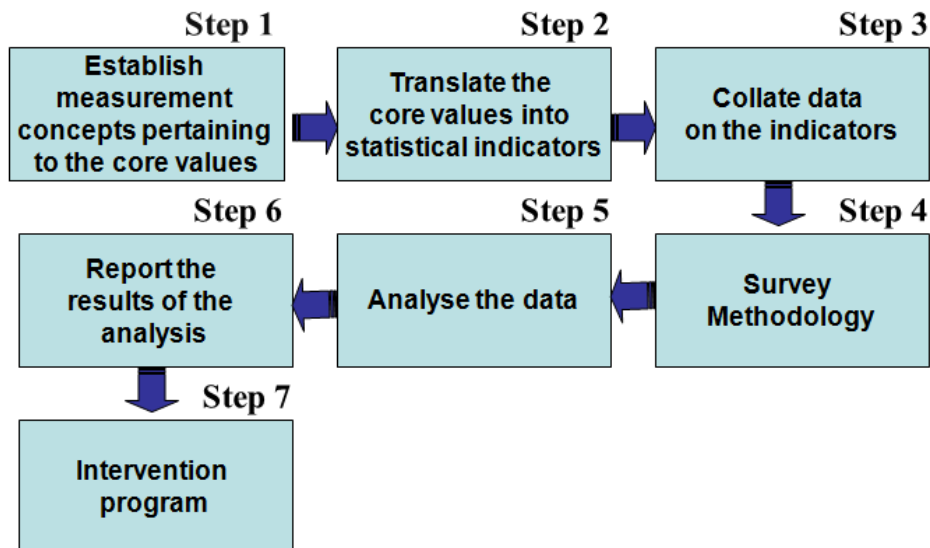 Step 1
Establish
measurement
concepts pertaining
to the core values
Step 2
Translate the
core values into
statistical indicators
Step 3
Collate data
on the indicators
Step 4
Survey
Methodology
Step 5
Analyse the data
Step 6
Report the
results of the
analysis
Step 7
Intervention
program